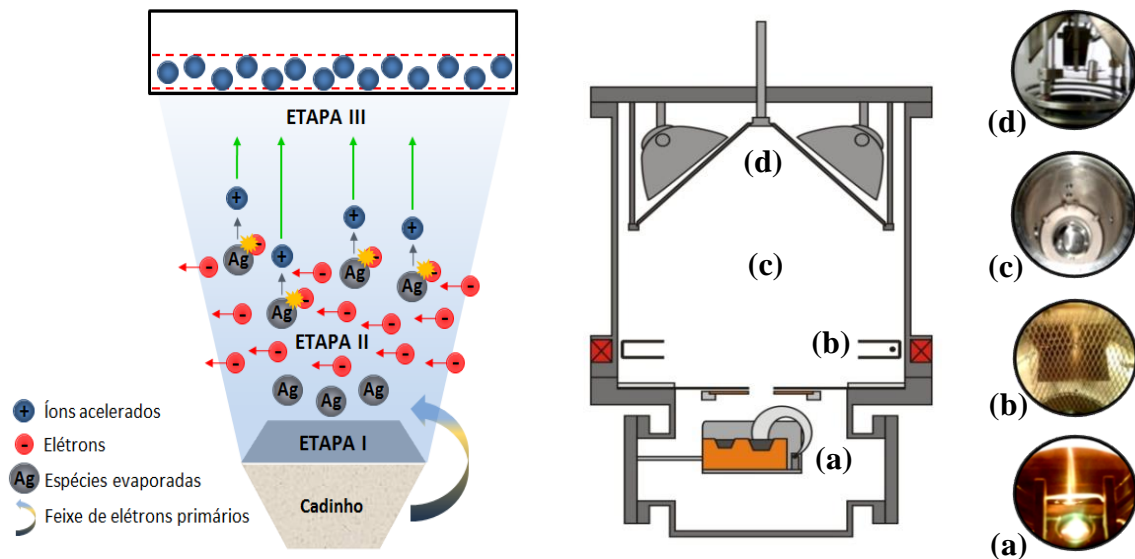 ETAPA III
+
+
+
+
Ag
-
Ag
-
Ag
-
Ag
-
-
-
-
-
-
-
-
-
-
-
ETAPA II
-
-
-
-
Ag
Ag
Ag
ETAPA I
Cadinho
+ Íons acelerados
- Elétrons
Ag Espécies evaporadas
Feixe de elétrons primários
(d)
(c)
(b)
(a)
(d)
(c)
(b)
(a)